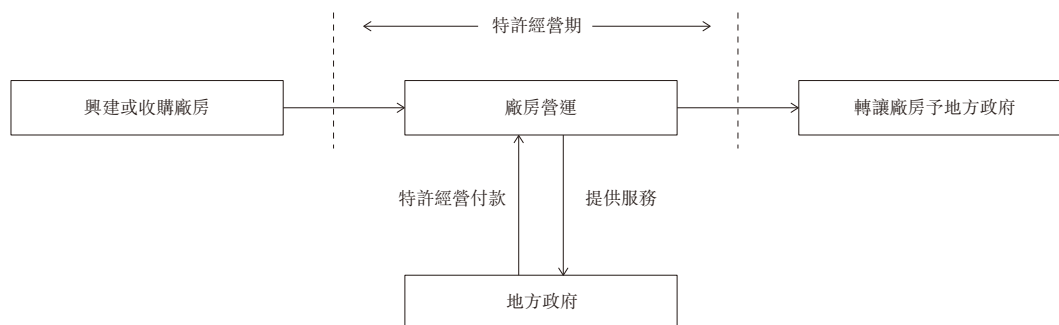 特許經營期
興建或收購廠房
廠房營運
轉讓廠房予地方政府
特許經營付款
提供服務
地方政府